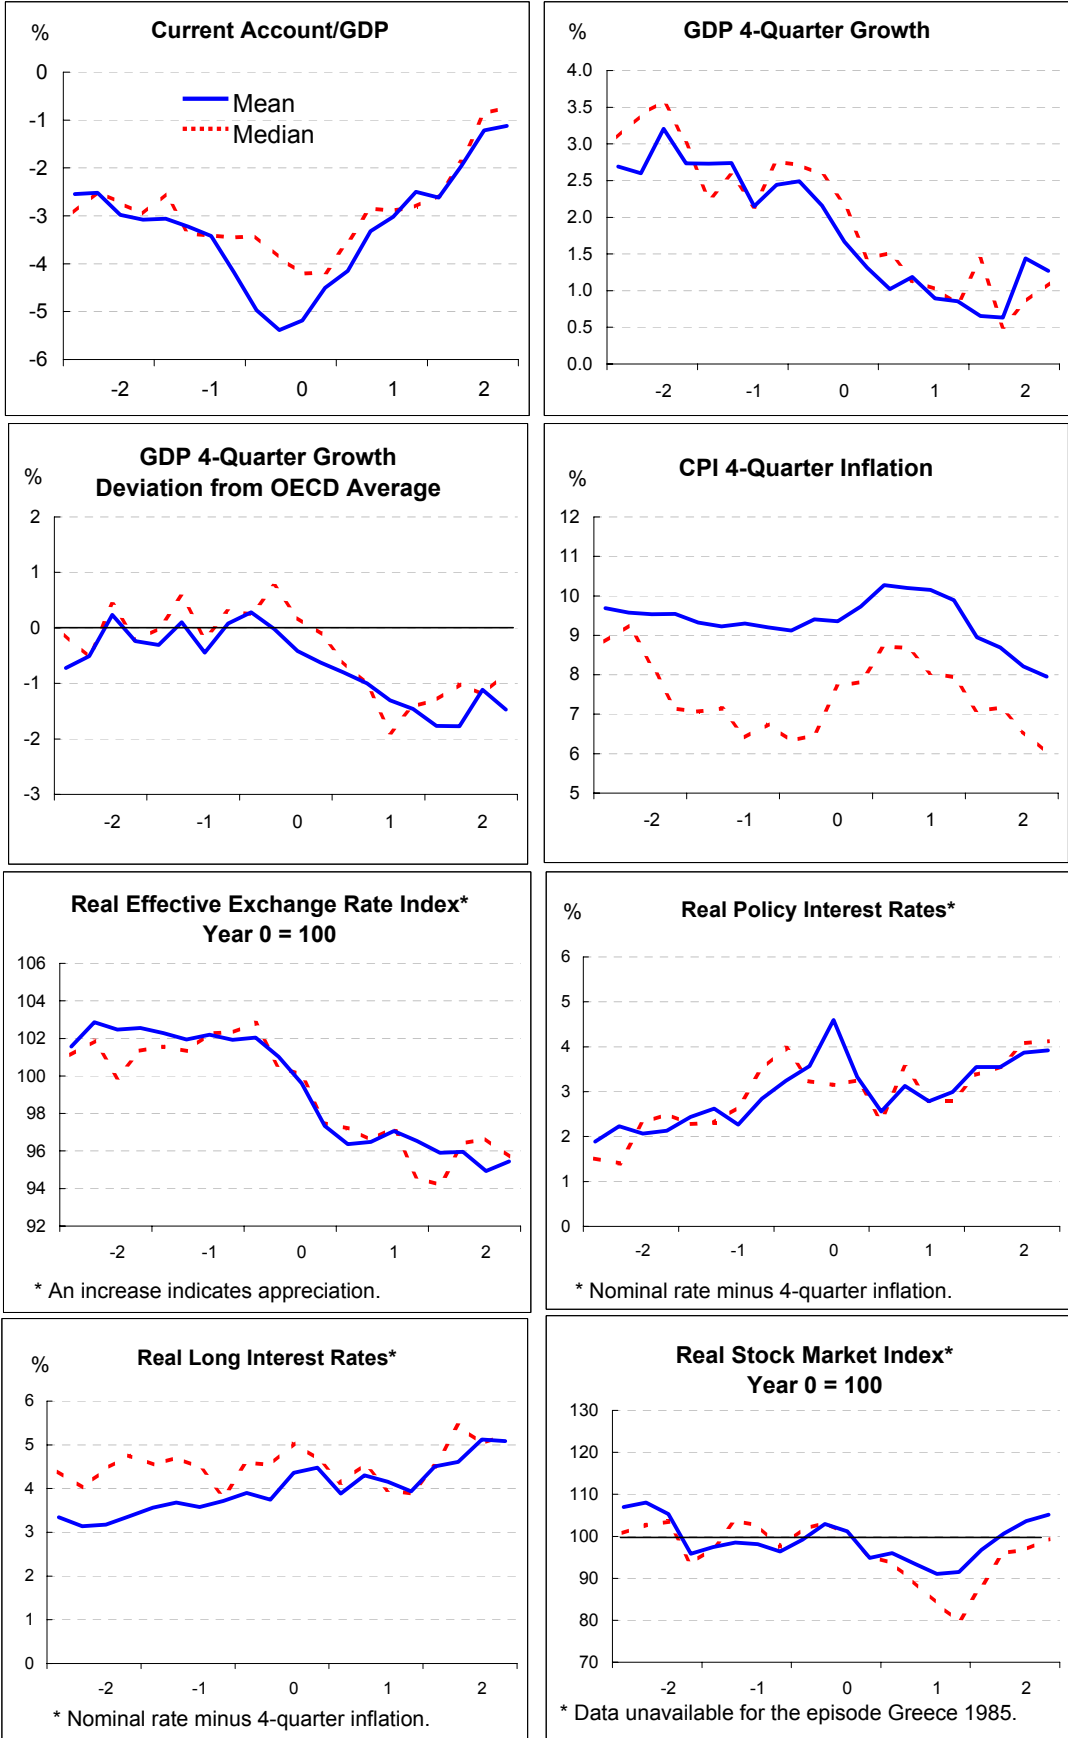 Current Account/GDP
%
0
-1
-2
-3
-4
-5
-6
Mean
Median
-2 -1 0 1 2
GDP 4-Quarter Growth
%
4.0
3.5
3.0
2.5
2.0
1.5
1.0
0.5
0.0
-2 -1 0 1 2
GDP 4-Quarter Growth
Deviation from OECD Average
%
2
1
0
-1
-2
-3
-2 -1 0 1 2
CPI 4-Quarter Inflation
%
12
11
10
9
8
7
6
5
-2 -1 0 1 2
Real Effective Exchange Rate Index*
Year 0 = 100
106
104
102
100
98
96
94
92
-2 -1 0 1 2
* An increase indicates appreciation.
Real Policy Interest Rates*
%
6
5
4
3
2
1
0
-2 -1 0 1 2
* Nominal rate minus 4-quarter inflation.
Real Long Interest Rates*
%
6
5
4
3
2
1
0
-2 -1 0 1 2
* Nominal rate minus 4-quarter inflation.
Real Stock Market Index*
Year 0 = 100
130
120
110
100
90
80
70
-2 -1 0 1 2
* Data unavailable for the episode Greece 1985.